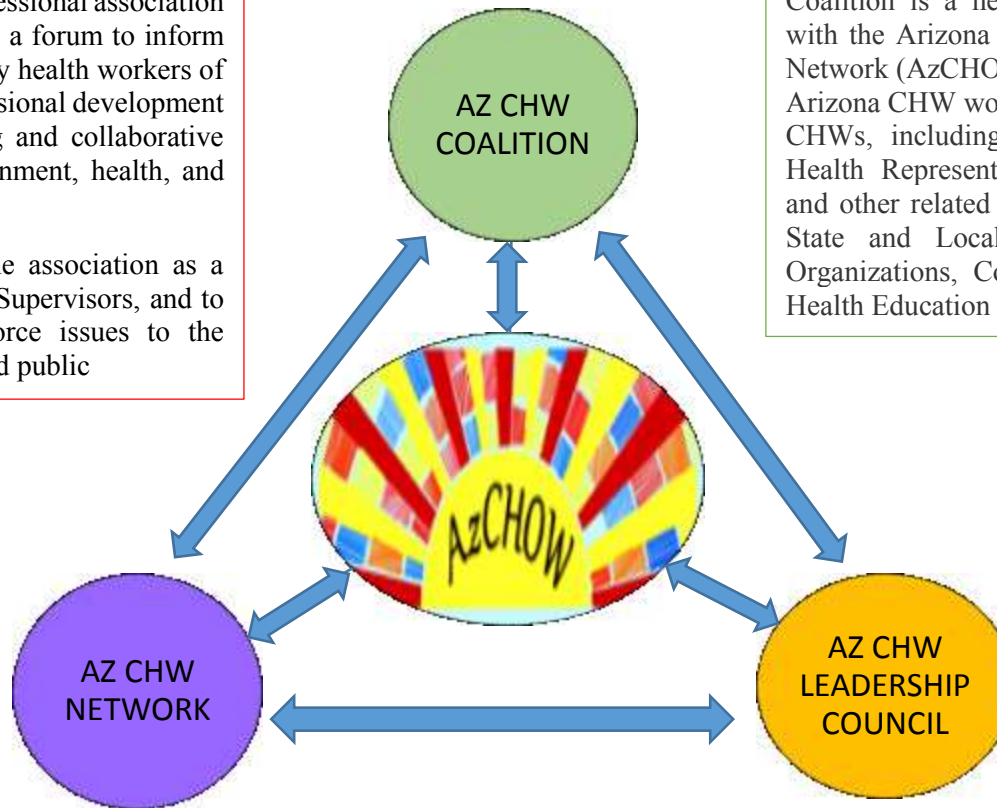 essional association
a forum to inform
y health workers of
sional development
g and collaborative
nment, health, and
e association as a
Supervisors, and to
orce issues to the
d public
Coalition is a ne
with the Arizona
Network (AzCHO
Arizona CHW wo
CHWs, including
Health Represent
and other related
State and Local
Organizations, Co
Health Education
AZ CHW
COALITION
AzCHOW
AZ CHW
NETWORK
AZ CHW
LEADERSHIP
COUNCIL